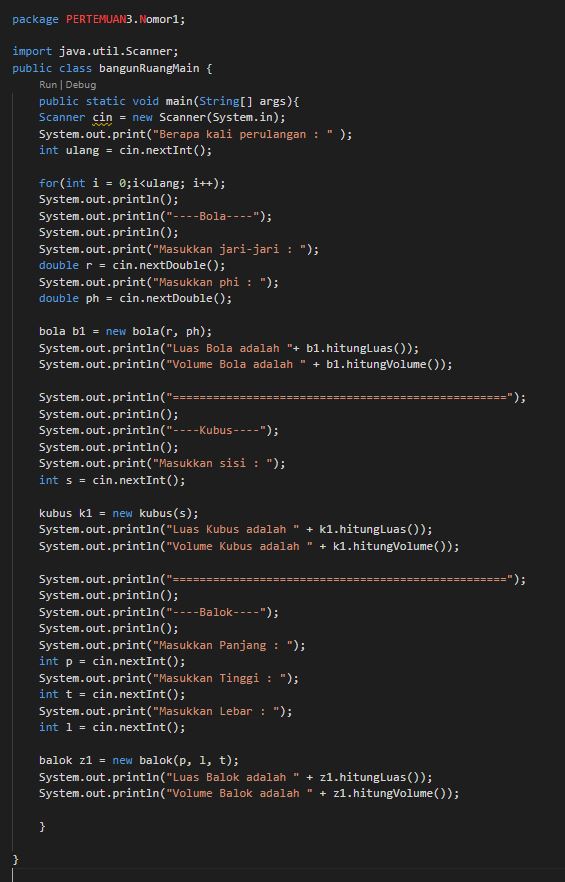 package PERTEMUAN3.Nomor1;
import java.util.Scanner;
public class bangunRuangMain {
Run | Debug
public static void main(String[] args){
Scanner cin = new Scanner(System.in);
System.out.print("Berapa kali perulangan : " );
int ulang = cin.nextInt();
for(int i = 0;i<ulang; i++);
System.out.println();
System.out.println("----Bola----");
System.out.println();
System.out.print("Masukkan jari-jari : ");
double r = cin.nextDouble();
System.out.print("Masukkan phi : ");
double ph = cin.nextDouble();
bola b1 = new bola(r, ph);
System.out.println("Luas Bola adalah "+ b1.hitungLuas());
System.out.println("Volume Bola adalah " + b1.hitungVolume());
System.out.println("==================================================");
System.out.println();
System.out.println("----Kubus----");
System.out.println();
System.out.print("Masukkan sisi : ");
int s = cin.nextInt();
kubus k1 = new kubus(s);
System.out.println("Luas Kubus adalah " + k1.hitungLuas());
System.out.println("Volume Kubus adalah " + k1.hitungVolume());
System.out.println("==================================================");
System.out.println();
System.out.println("----Balok----");
System.out.println();
System.out.print("Masukkan Panjang : ");
int p = cin.nextInt();
System.out.print("Masukkan Tinggi : ");
int t = cin.nextInt();
System.out.print("Masukkan Lebar : ");
int l = cin.nextInt();
balok z1 = new balok(p, l, t);
System.out.println("Luas Balok adalah " + z1.hitungLuas());
System.out.println("Volume Balok adalah " + z1.hitungVolume());
}
}